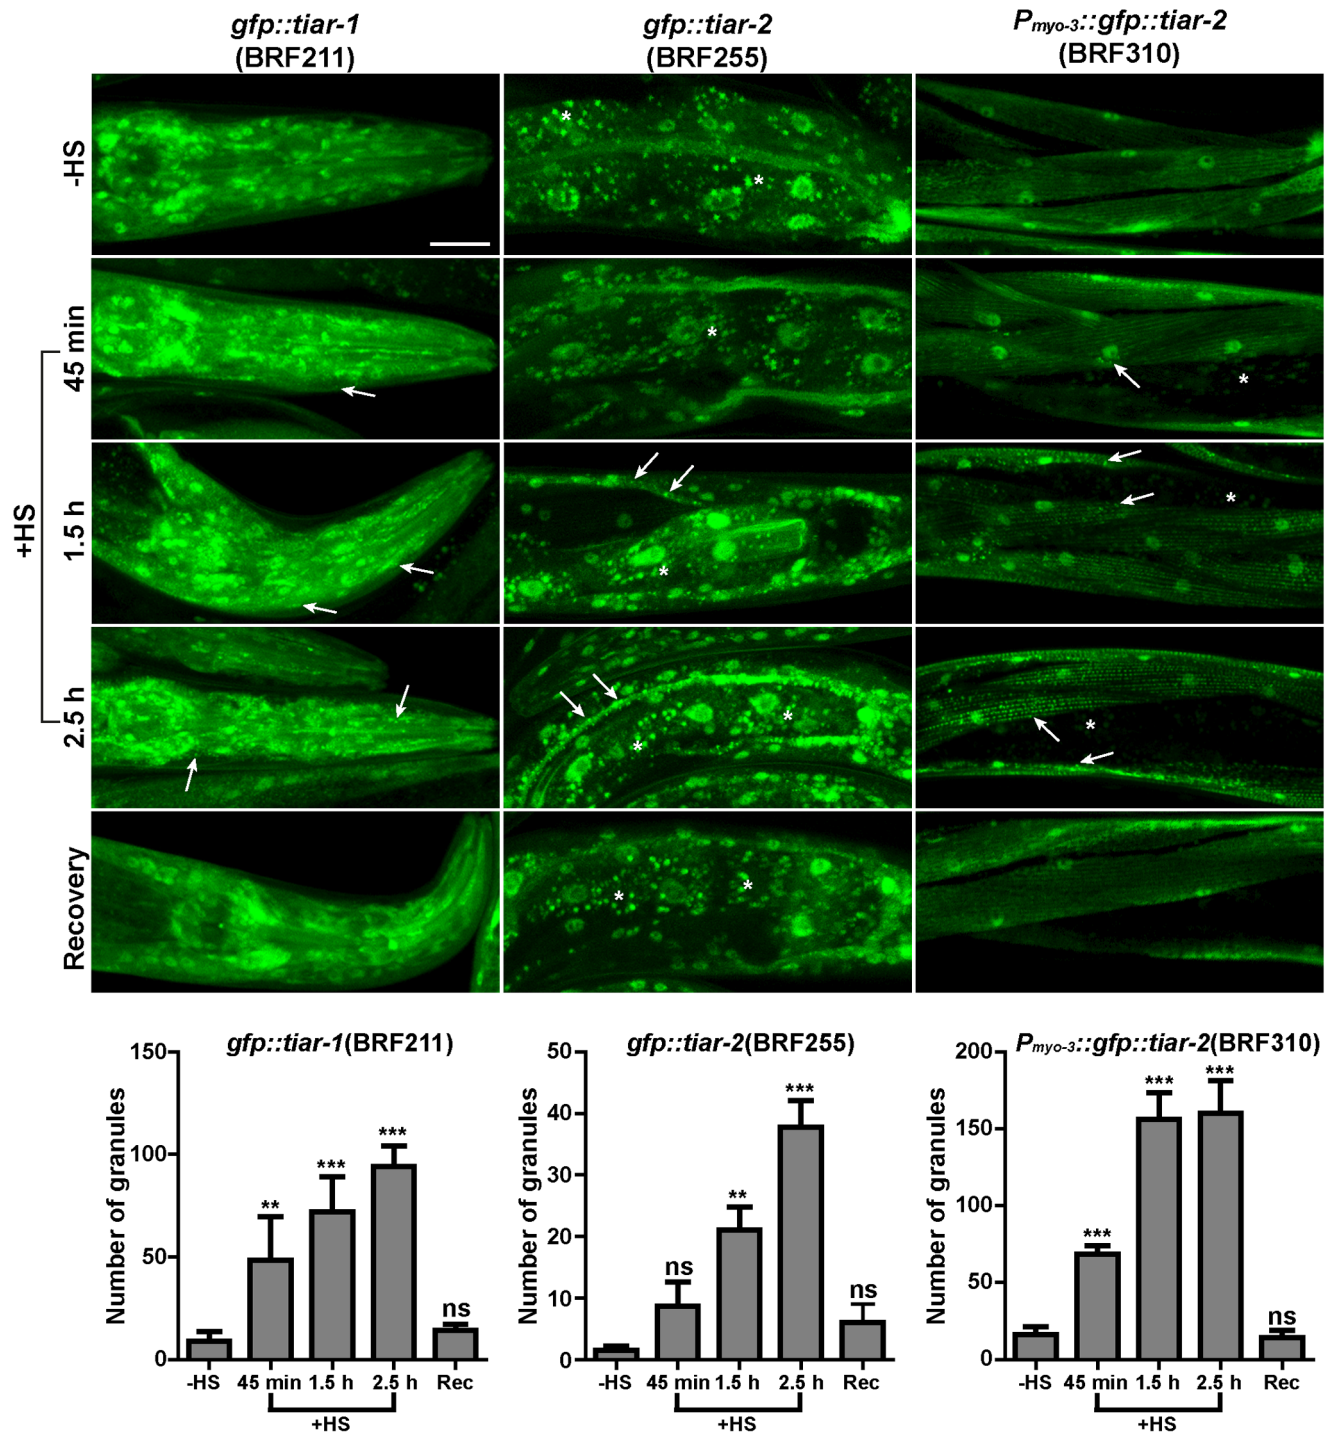 gfp::tiar-1
(BRF211)
gfp::tiar-2
(BRF255)
Pmyo-3::gfp::tiar-2
(BRF310)
-HS
*
*
+HS
45 min
*
*
1.5 h
*
*
2.5 h
*
*
*
Recovery
*
*
gfp::tiar-1(BRF211)
Number of granules
150
100
50
0
**
***
***
ns
-HS 45 min 1.5 h 2.5 h Rec
+HS
gfp::tiar-2(BRF255)
Number of granules
50
40
30
20
10
0
ns
**
***
ns
-HS 45 min 1.5 h 2.5 h Rec
+HS
Pmyo-3::gfp::tiar-2(BRF310)
Number of granules
200
150
100
50
0
***
***
***
ns
-HS 45 min 1.5 h 2.5 h Rec
+HS